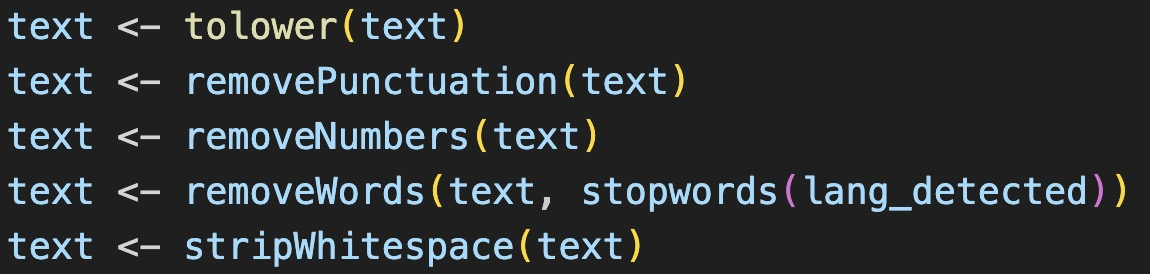 text <- tolower(text)
text <- removePunctuation(text)
text <- removeNumbers(text)
text <- removeWords(text, stopwords(lang_detected))
text <- stripWhitespace(text)